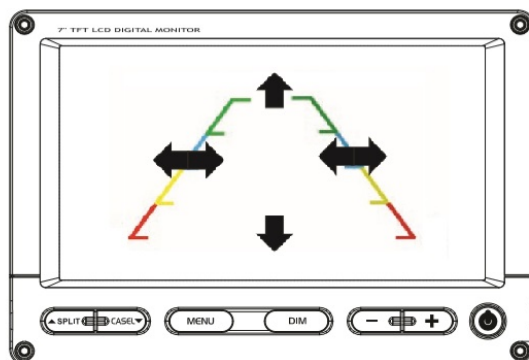 7" TFT LCD DIGITAL MONITOR
▲SPLIT CASEL▼ MENU DIM − +